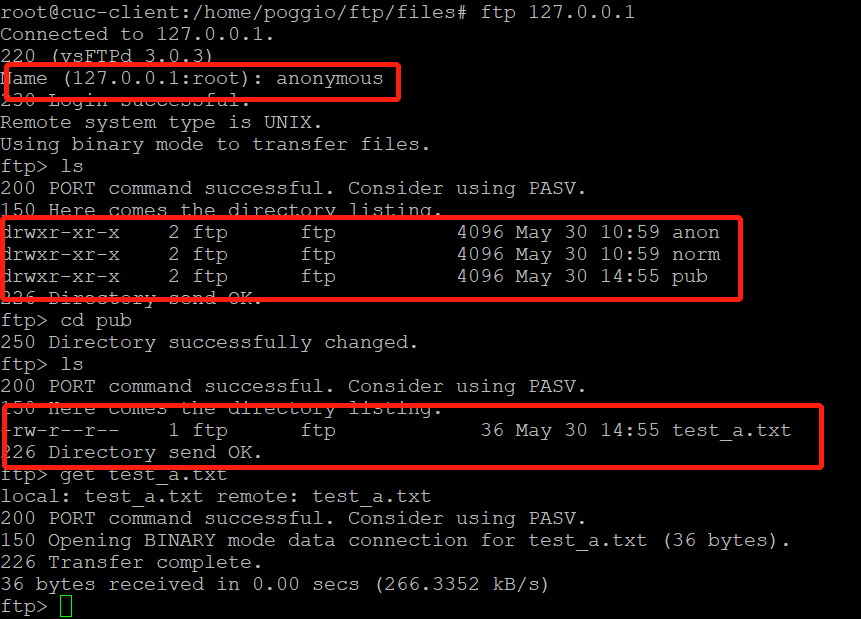 root@cuc-client:/home/poggio/ftp/files# ftp 127.0.0.1
Connected to 127.0.0.1.
220 (vsFTPd 3.0.3)
Name (127.0.0.1:root): anonymous
230 Login successful.
Remote system type is UNIX.
Using binary mode to transfer files.
ftp> ls
200 PORT command successful. Consider using PASV.
150 Here comes the directory listing.
drwxr-xr-x    2 ftp      ftp          4096 May 30 10:59 anon
drwxr-xr-x    2 ftp      ftp          4096 May 30 10:59 norm
drwxr-xr-x    2 ftp      ftp          4096 May 30 14:55 pub
226 Directory send OK.
ftp> cd pub
250 Directory successfully changed.
ftp> ls
200 PORT command successful. Consider using PASV.
150 Here comes the directory listing.
-rw-r--r--    1 ftp      ftp            36 May 30 14:55 test_a.txt
226 Directory send OK.
ftp> get test_a.txt
local: test_a.txt remote: test_a.txt
200 PORT command successful. Consider using PASV.
150 Opening BINARY mode data connection for test_a.txt (36 bytes).
226 Transfer complete.
36 bytes received in 0.00 secs (266.3352 kB/s)
ftp>